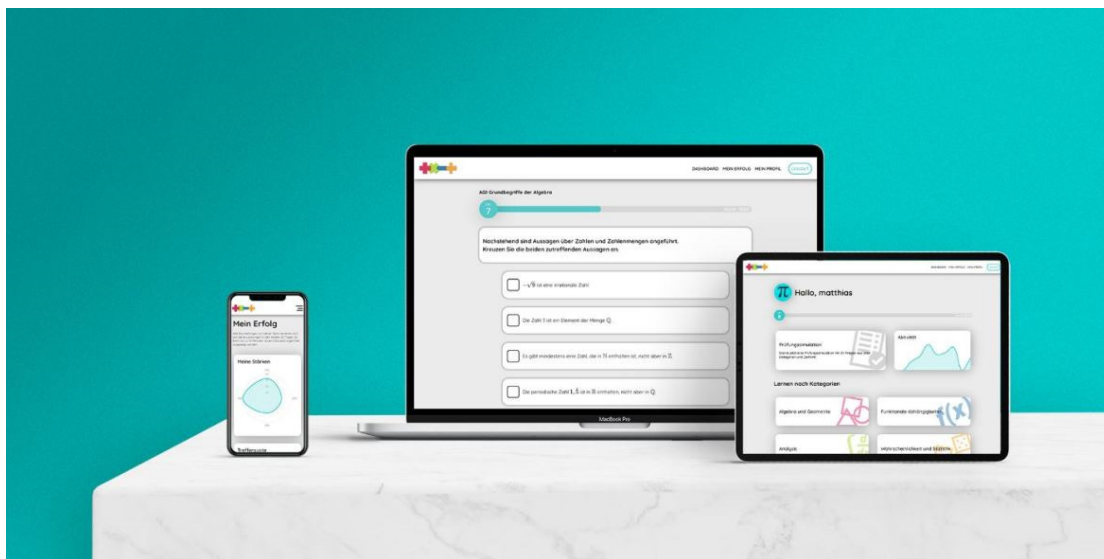 Mein Erfolg
Meine Stärken
Treffsicherheit
DASHBOARD MEIN ERFOLG MEIN PROFIL LOGOUT
AG1 Grundbegriffe der Algebra
7
Nachstehend sind Aussagen über Zahlen und Zahlenmengen angeführt.
Kreuzen Sie die beiden zutreffenden Aussagen an.
ist eine irrationale Zahl
Die Zahl ist ein Element der Menge ℚ.
Es gibt mindestens eine Zahl, die in ℕ enthalten ist, nicht aber in ℤ.
Die periodische Zahl ist in ℝ enthalten, nicht aber in ℚ.
MacBook Pro
π Hallo, matthias
Prüfungssimulation
Aktivität
Lernen nach Kategorien
Algebra und Geometrie
Funktionale Abhängigkeiten
f(x)
Analysis
Wahrscheinlichkeit und Statistik